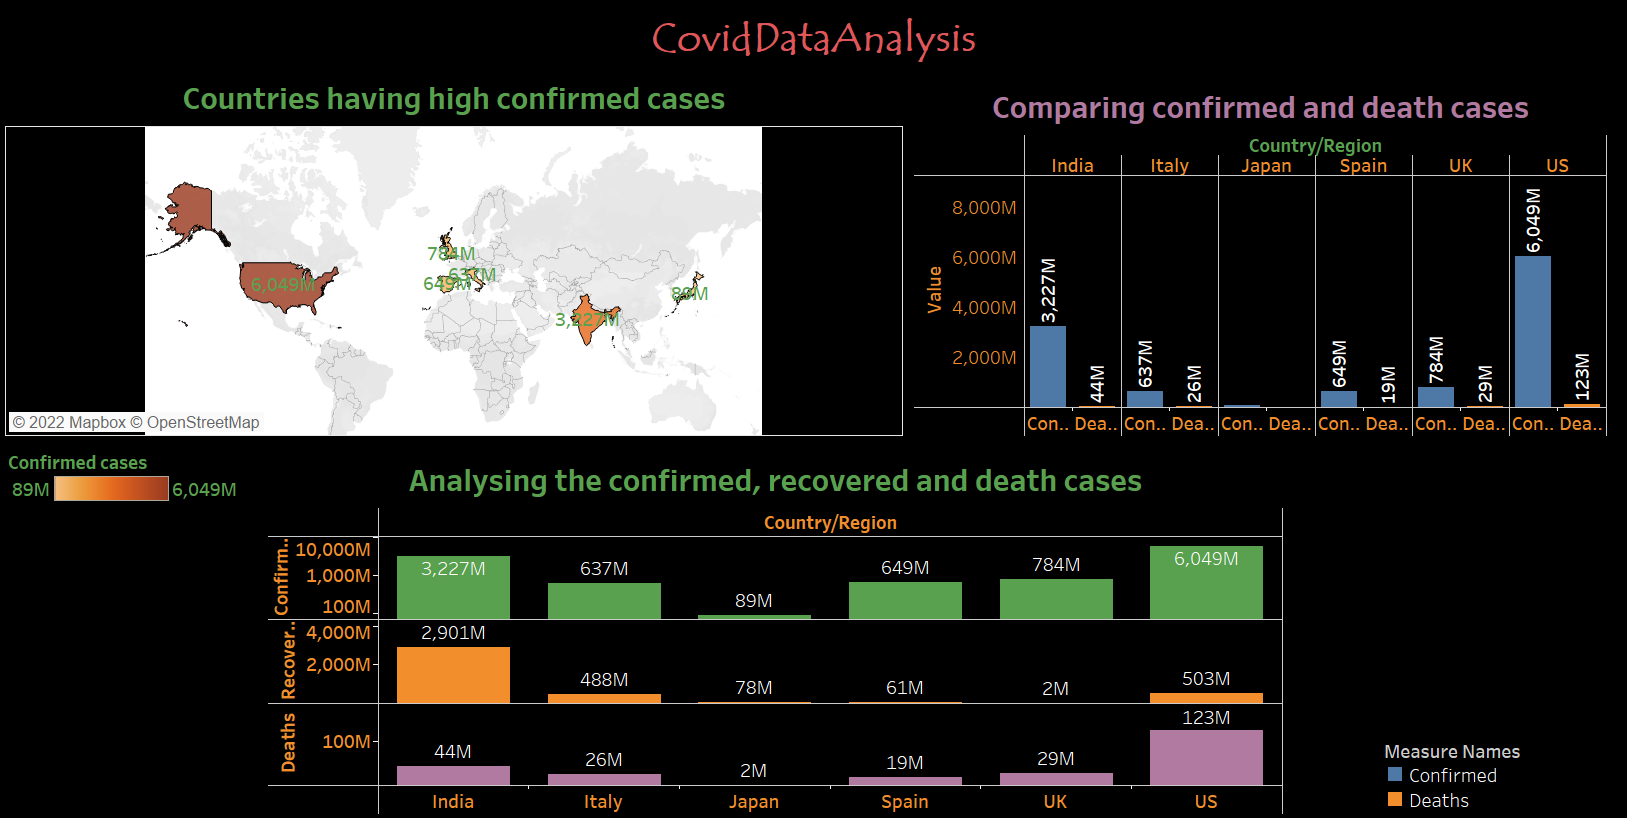 CovidDataAnalysis
Countries having high confirmed cases
6,049M
784M
637M
649M
89M
3,227M
© 2022 Mapbox © OpenStreetMap
Confirmed cases
89M 6,049M
Comparing confirmed and death cases
Country/Region
India Italy Japan Spain UK US
Value
8,000M
6,000M
4,000M
2,000M
3,227M 44M 637M 26M 649M 19M 784M 29M 6,049M 123M
Con.. Dea.. Con.. Dea.. Con.. Dea.. Con.. Dea.. Con.. Dea.. Con.. Dea..
Analysing the confirmed, recovered and death cases
Country/Region
Confirm..
10,000M
1,000M
100M
3,227M 637M 89M 649M 784M 6,049M
Recover..
4,000M
2,000M
2,901M 488M 78M 61M 2M 503M
Deaths
100M
44M 26M 2M 19M 29M 123M
India Italy Japan Spain UK US
Measure Names
Confirmed
Deaths